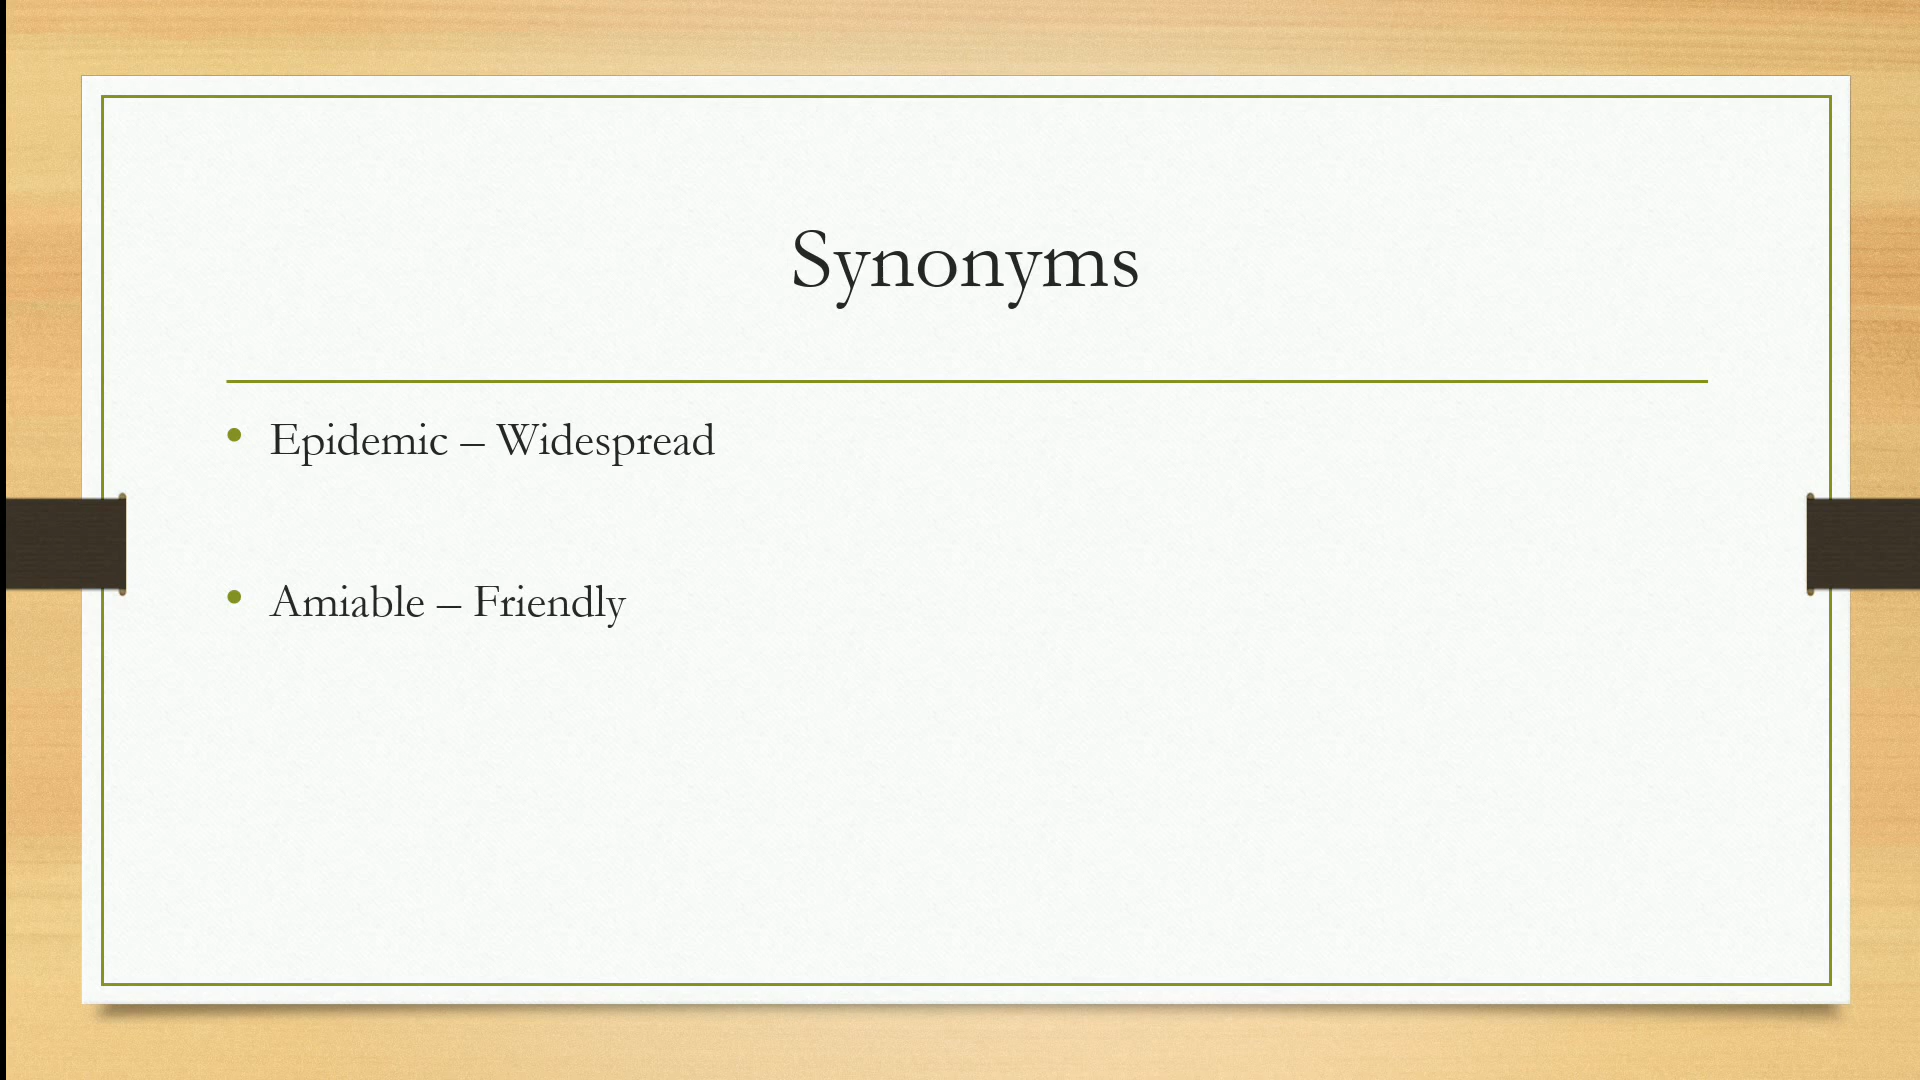 Synonyms
• Epidemic – Widespread
• Amiable – Friendly